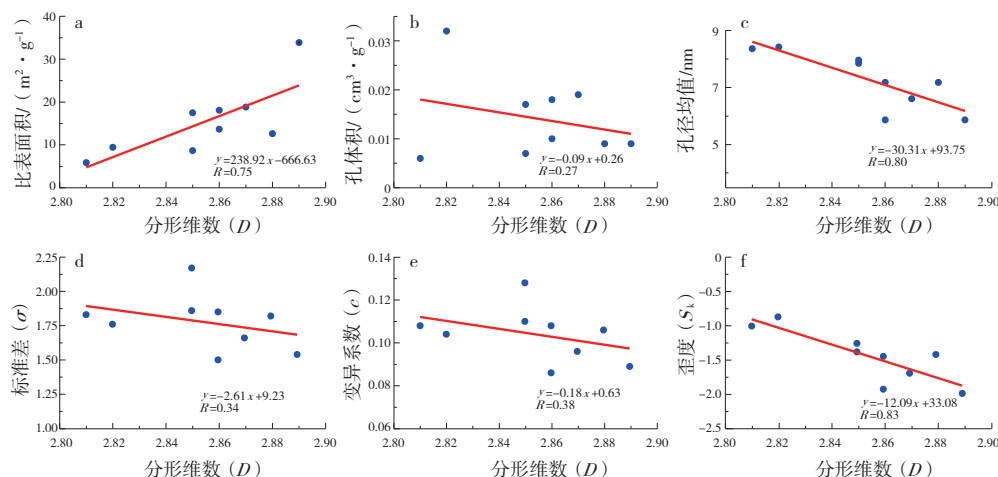 a
比表面积/(m²·g⁻¹)
40
30
20
10
0
y=238.92x-666.63
R=0.75
2.80
2.82
2.84
2.86
2.88
2.90
分形维数(D)
b
孔体积/(cm³·g⁻¹)
0.03
0.02
0.01
0
y=-0.09x+0.26
R=0.27
2.80
2.82
2.84
2.86
2.88
2.90
分形维数(D)
c
孔径均值/nm
9
7
5
y=-30.31x+93.75
R=0.80
2.80
2.82
2.84
2.86
2.88
2.90
分形维数(D)
d
标准差(σ)
2.25
2.00
1.75
1.50
1.25
1.00
y=-2.61x+9.23
R=0.34
2.80
2.82
2.84
2.86
2.88
2.90
分形维数(D)
e
变异系数(c)
0.14
0.12
0.10
0.08
0.06
y=-0.18x+0.63
R=0.38
2.80
2.82
2.84
2.86
2.88
2.90
分形维数(D)
f
歪度(Sₖ)
0
-0.5
-1.0
-1.5
-2.0
-2.5
y=-12.09x+33.08
R=0.83
2.80
2.82
2.84
2.86
2.88
2.90
分形维数(D)